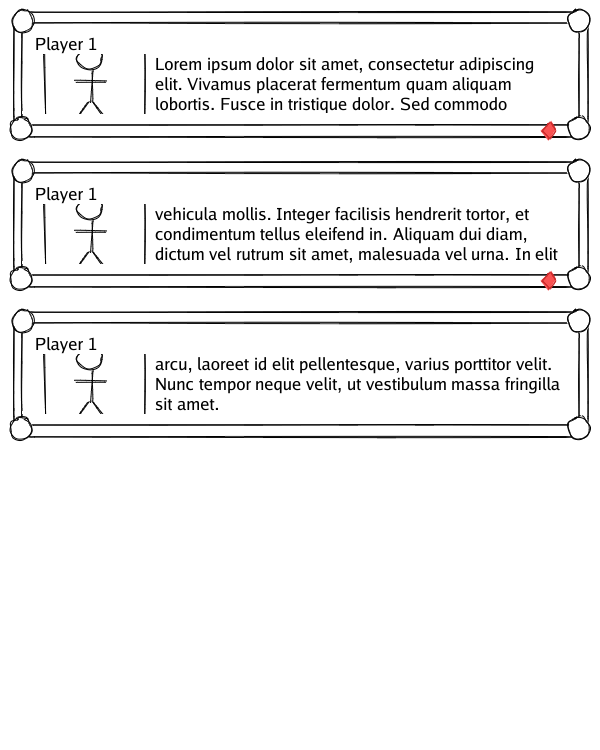 Player 1
Lorem ipsum dolor sit amet, consectetur adipiscing
elit. Vivamus placerat fermentum quam aliquam
lobortis. Fusce in tristique dolor. Sed commodo
Player 1
vehicula mollis. Integer facilisis hendrerit tortor, et
condimentum tellus eleifend in. Aliquam dui diam,
dictum vel rutrum sit amet, malesuada vel urna. In elit
Player 1
arcu, laoreet id elit pellentesque, varius porttitor velit.
Nunc tempor neque velit, ut vestibulum massa fringilla
sit amet.